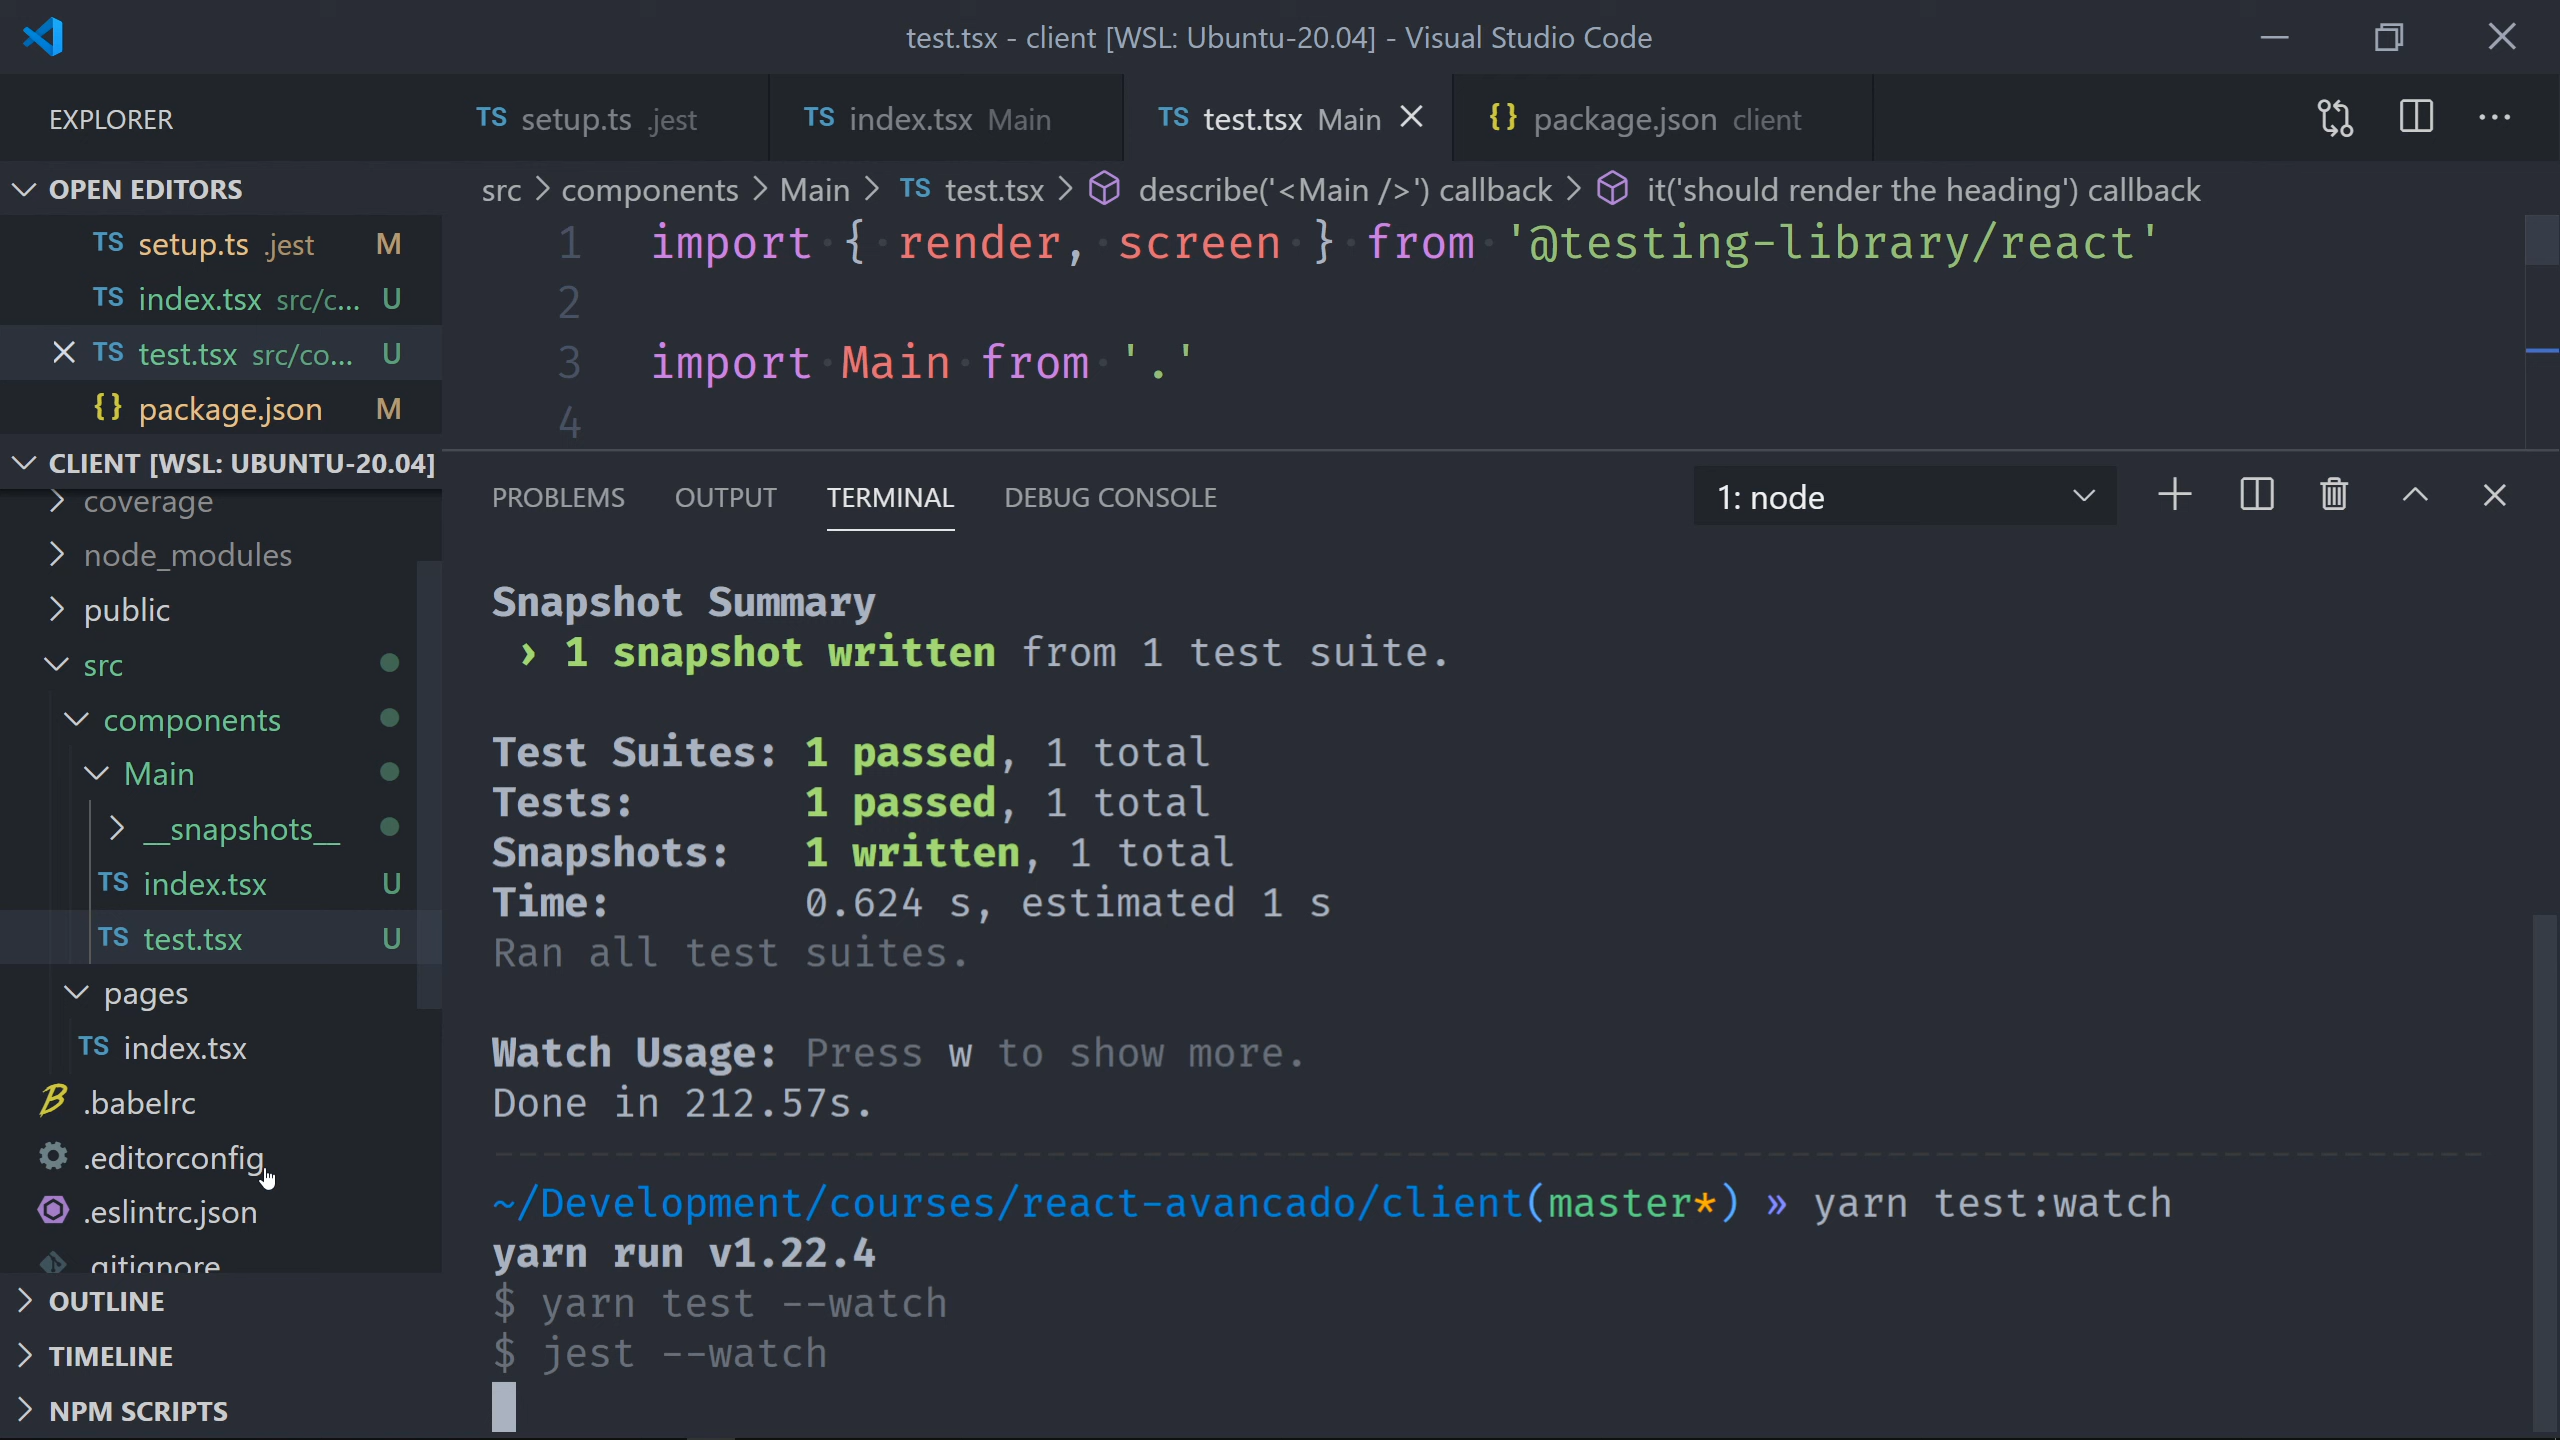 test.tsx - client [WSL: Ubuntu-20.04] - Visual Studio Code
EXPLORER
TS setup.ts .jest
TS index.tsx Main
TS test.tsx Main
{} package.json client
OPEN EDITORS
TS setup.ts .jest M
TS index.tsx src/c... U
TS test.tsx src/co... U
{} package.json M
CLIENT [WSL: UBUNTU-20.04]
coverage
node_modules
public
src
components
Main
__snapshots__
TS index.tsx U
TS test.tsx U
pages
TS index.tsx
.babelrc
.editorconfig
.eslintrc.json
.gitignore
OUTLINE
TIMELINE
NPM SCRIPTS
src > components > Main > TS test.tsx > describe('<Main />') callback > it('should render the heading') callback
1 import { render, screen } from '@testing-library/react'
2
3 import Main from '.'
4
PROBLEMS OUTPUT TERMINAL DEBUG CONSOLE
1: node
Snapshot Summary
› 1 snapshot written from 1 test suite.
Test Suites: 1 passed, 1 total
Tests: 1 passed, 1 total
Snapshots: 1 written, 1 total
Time: 0.624 s, estimated 1 s
Ran all test suites.
Watch Usage: Press w to show more.
Done in 212.57s.
~/Development/courses/react-avancado/client(master*) » yarn test:watch
yarn run v1.22.4
$ yarn test --watch
$ jest --watch